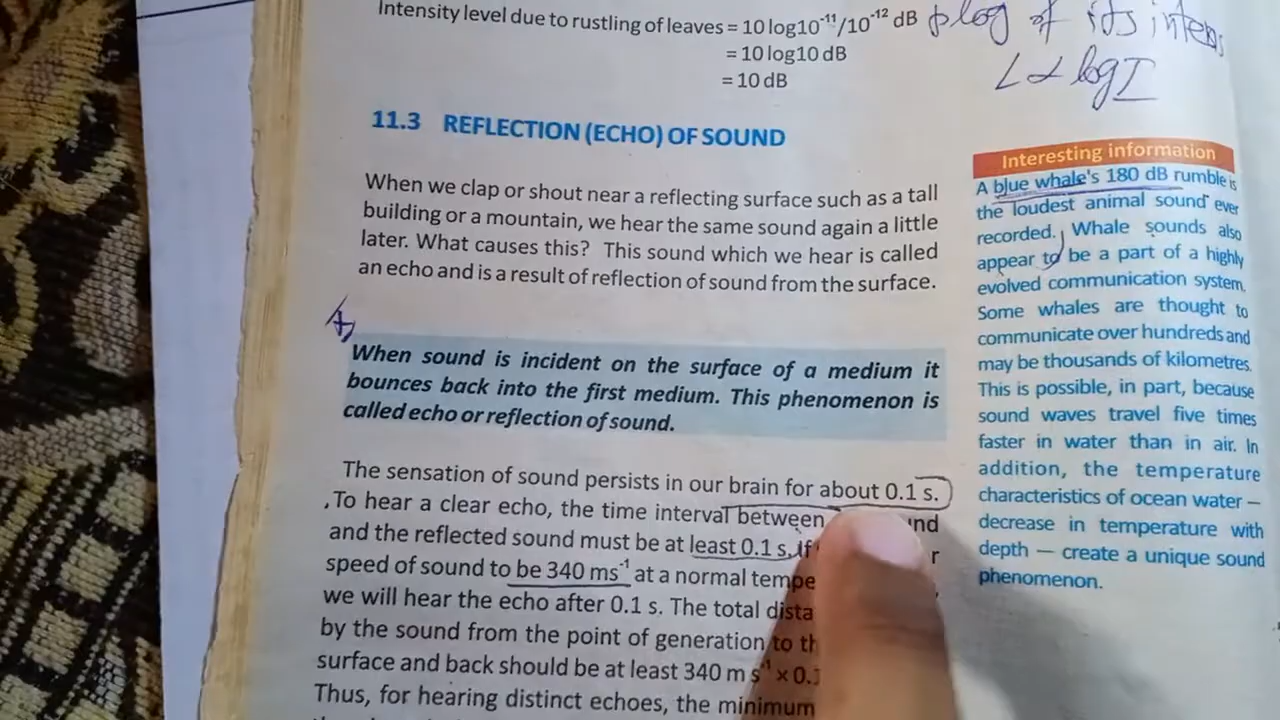 Intensity level due to rustling of leaves = 10 log10⁻¹¹/10⁻¹² dB
= 10 log10 dB
= 10 dB
log of its
L α log I
11.3 REFLECTION (ECHO) OF SOUND
When we clap or shout near a reflecting surface such as a tall
building or a mountain, we hear the same sound again a little
later. What causes this? This sound which we hear is called
an echo and is a result of reflection of sound from the surface.
When sound is incident on the surface of a medium it
bounces back into the first medium. This phenomenon is
called echo or reflection of sound.
The sensation of sound persists in our brain for about 0.1 s.
To hear a clear echo, the time interval between
and the reflected sound must be at least 0.1 s. If
speed of sound to be 340 ms⁻¹ at a normal
we will hear the echo after 0.1 s. The total
by the sound from the point of generation to
surface and back should be at least 340 m s⁻¹ ×
Thus, for hearing distinct echoes, the minimum
Interesting information
A blue whale's 180 dB rumble is
the loudest animal sound ever
recorded. Whale sounds also
appear to be a part of a highly
evolved communication system.
Some whales are thought to
communicate over hundreds and
may be thousands of kilometres.
This is possible, in part, because
sound waves travel five times
faster in water than in air. In
addition, the temperature
characteristics of ocean water —
decrease in temperature with
depth — create a unique sound
phenomenon.